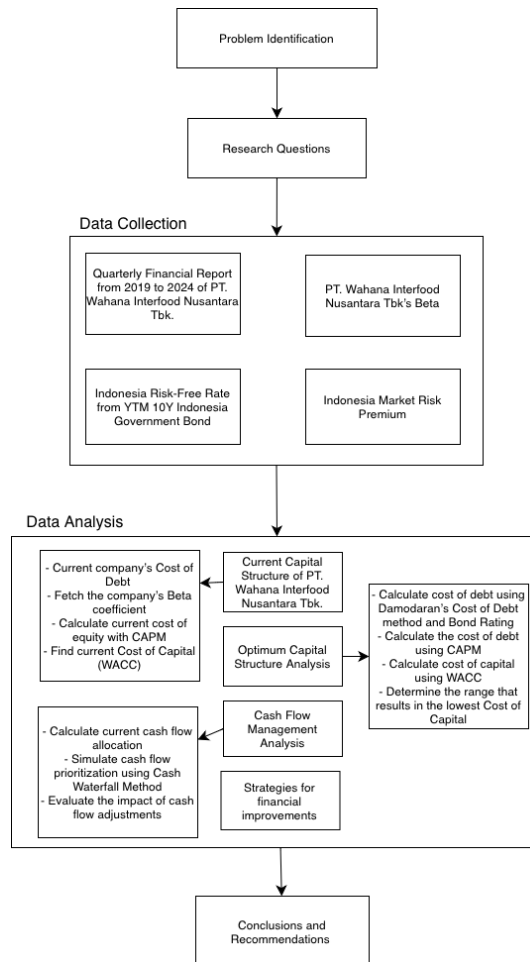 Problem Identification
Research Questions
Data Collection
Quarterly Financial Report
from 2019 to 2024 of PT.
Wahana Interfood Nusantara
Tbk.
PT. Wahana Interfood
Nusantara Tbk's Beta
Indonesia Risk-Free Rate
from YTM 10Y Indonesia
Government Bond
Indonesia Market Risk
Premium
Data Analysis
- Current company's Cost of
Debt
- Fetch the company's Beta
coefficient
- Calculate current cost of
equity with CAPM
- Find current Cost of Capital
(WACC)
Current Capital
Structure of PT.
Wahana Interfood
Nusantara Tbk.
Optimum Capital
Structure Analysis
- Calculate cost of debt using
Damodaran's Cost of Debt
method and Bond Rating
- Calculate the cost of debt
using CAPM
- Calculate cost of capital
using WACC
- Determine the range that
results in the lowest Cost of
Capital
Cash Flow
Management
Analysis
- Calculate current cash flow
allocation
- Simulate cash flow
prioritization using Cash
Waterfall Method
- Evaluate the impact of cash
flow adjustments
Strategies for
financial
improvements
Conclusions and
Recommendations